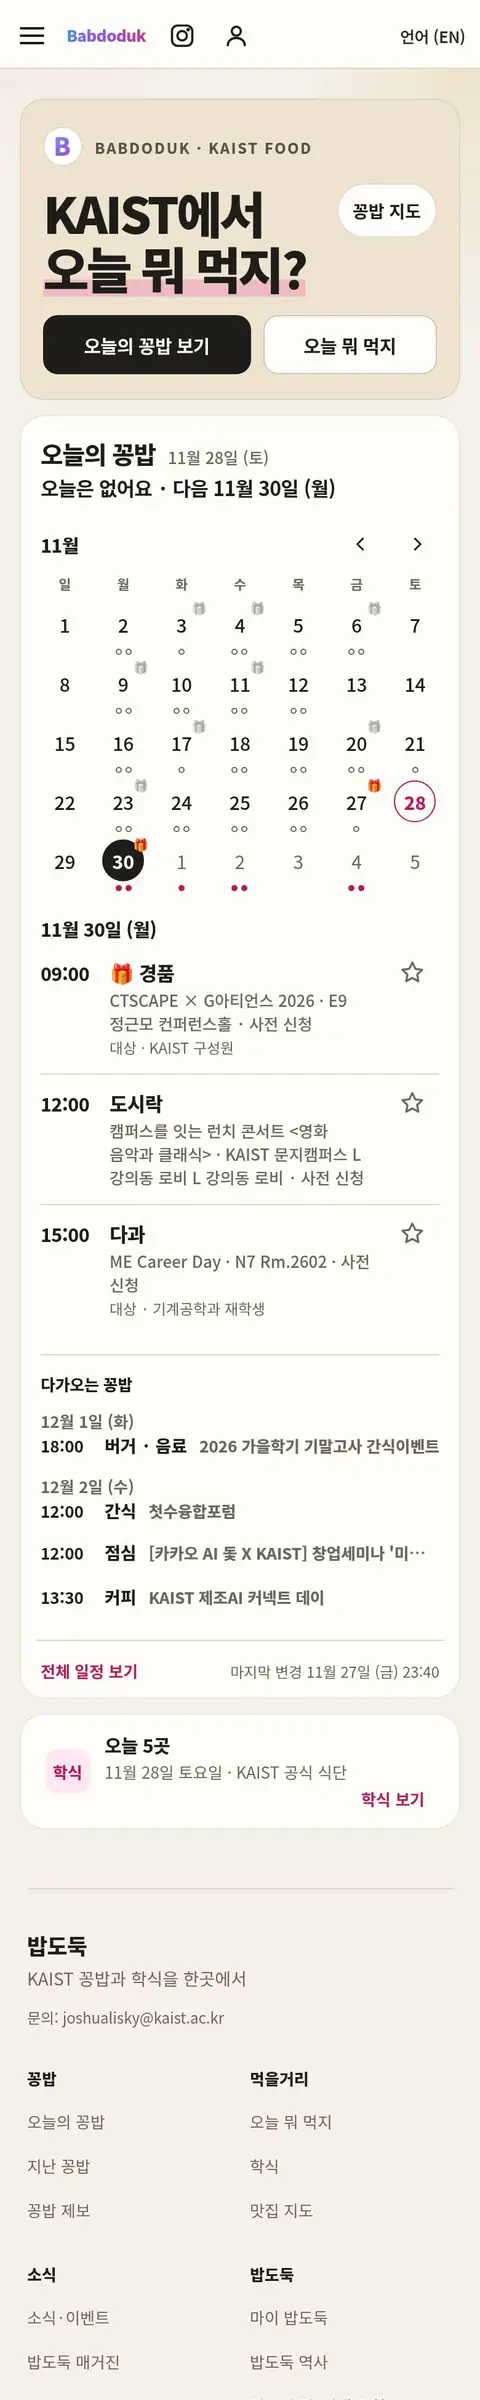 Babdoduk
언어 (EN)
B
BABDODUK · KAIST FOOD
KAIST에서
오늘 뭐 먹지?
꽁밥 지도
오늘의 꽁밥 보기
오늘 뭐 먹지
오늘의 꽁밥 11월 28일 (토)
오늘은 없어요 · 다음 11월 30일 (월)
11월
일 월 화 수 목 금 토
1 2 3 4 5 6 7
8 9 10 11 12 13 14
15 16 17 18 19 20 21
22 23 24 25 26 27 28
29 30 1 2 3 4 5
11월 30일 (월)
09:00 🎁 경품
CTSCAPE × G아티언스 2026 · E9
정근모 컨퍼런스홀 · 사전 신청
대상 · KAIST 구성원
12:00 도시락
캠퍼스를 잇는 런치 콘서트 <영화
음악과 클래식> · KAIST 문지캠퍼스 L
강의동 로비 L 강의동 로비 · 사전 신청
15:00 다과
ME Career Day · N7 Rm.2602 · 사전
신청
대상 · 기계공학과 재학생
다가오는 꽁밥
12월 1일 (화)
18:00 버거 · 음료 2026 가을학기 기말고사 간식이벤트
12월 2일 (수)
12:00 간식 첫수융합포럼
12:00 점심 [카카오 AI 돛 X KAIST] 창업세미나 '미…
13:30 커피 KAIST 제조AI 커넥트 데이
전체 일정 보기
마지막 변경 11월 27일 (금) 23:40
학식
오늘 5곳
11월 28일 토요일 · KAIST 공식 식단
학식 보기
밥도둑
KAIST 꽁밥과 학식을 한곳에서
문의: joshualisky@kaist.ac.kr
꽁밥
오늘의 꽁밥
지난 꽁밥
꽁밥 제보
먹을거리
오늘 뭐 먹지
학식
맛집 지도
소식
소식·이벤트
밥도둑 매거진
밥도둑
마이 밥도둑
밥도둑 역사